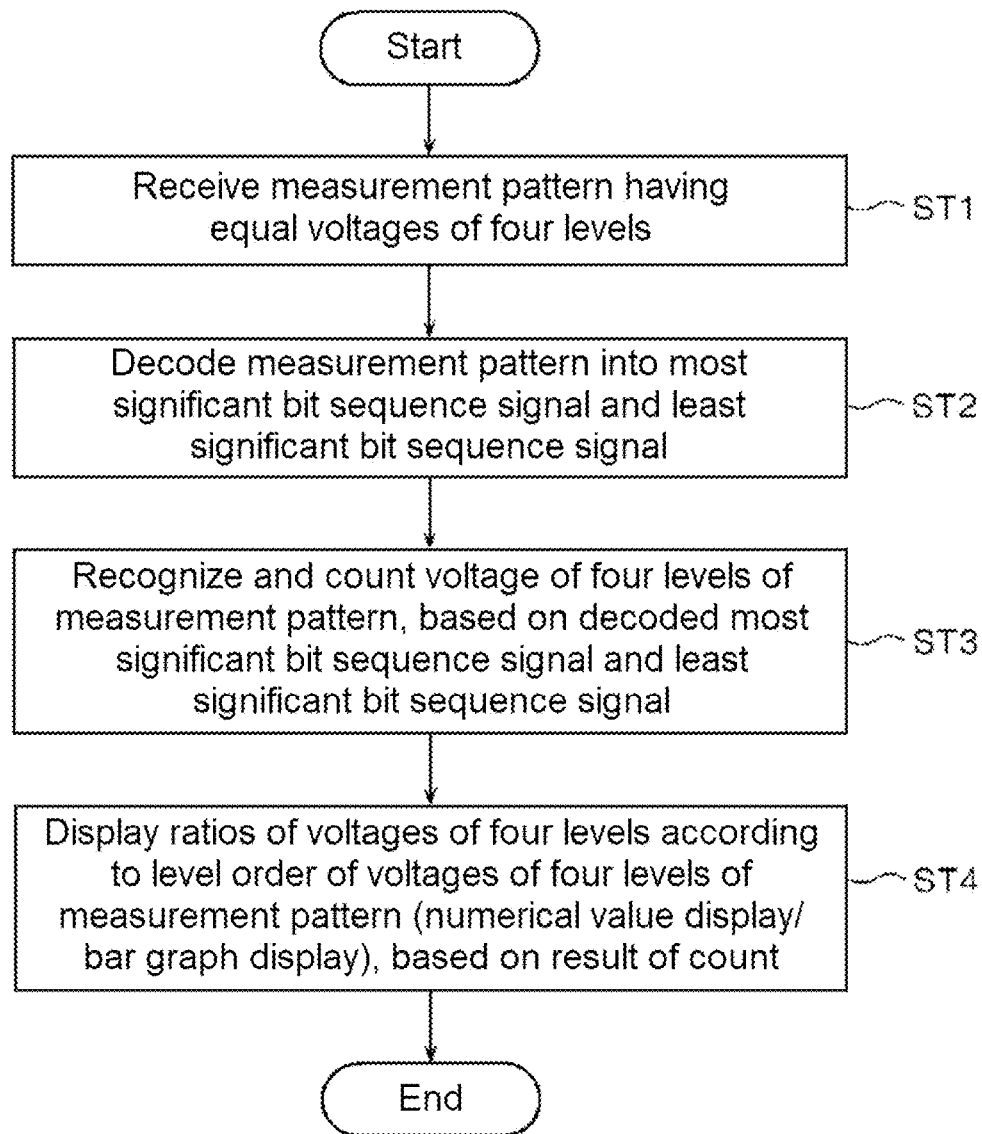 Start
Receive measurement pattern having
equal voltages of four levels
ST1
Decode measurement pattern into most
significant bit sequence signal and least
significant bit sequence signal
ST2
Recognize and count voltage of four levels of
measurement pattern, based on decoded most
significant bit sequence signal and least
significant bit sequence signal
ST3
Display ratios of voltages of four levels according
to level order of voltages of four levels of
measurement pattern (numerical value display/
bar graph display), based on result of count
ST4
End